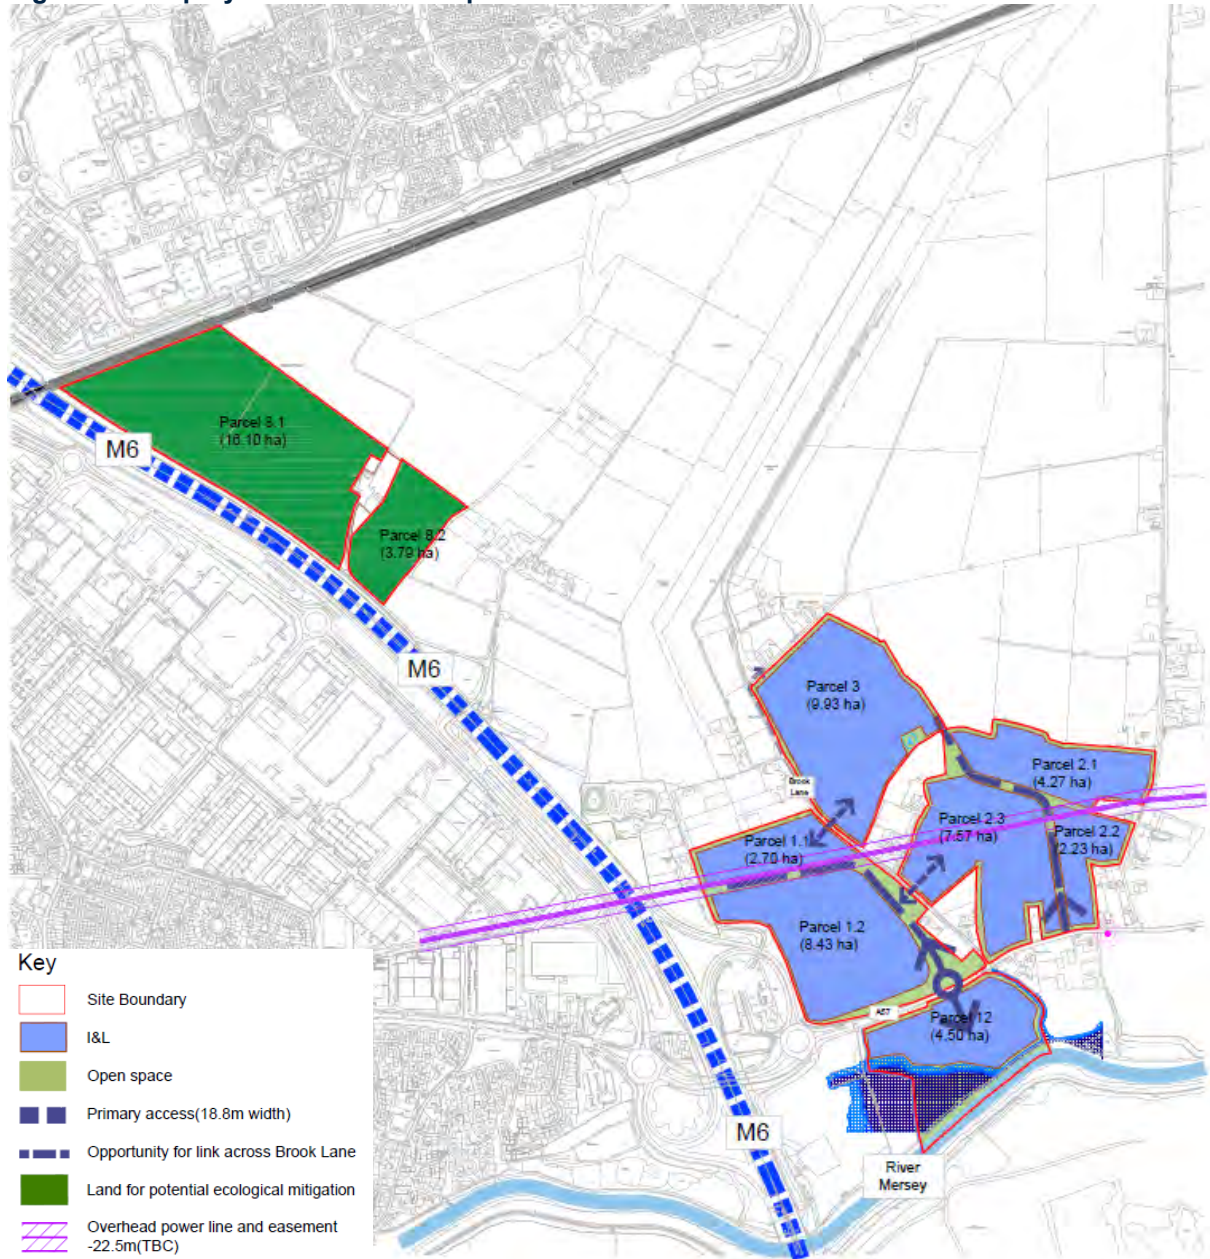 M6
Parcel 8.1
(16.10 ha)
Parcel 8.2
(3.79 ha)
M6
Parcel 3
(9.93 ha)
Brook
Lane
Parcel 2.1
(4.27 ha)
Parcel 2.3
(7.57 ha)
Parcel 2.2
(2.23 ha)
Parcel 1.1
(2.70 ha)
Parcel 1.2
(8.43 ha)
A57
Parcel 12
(4.50 ha)
M6
River
Mersey
Key
Site Boundary
I&L
Open space
Primary access(18.8m width)
Opportunity for link across Brook Lane
Land for potential ecological mitigation
Overhead power line and easement
-22.5m(TBC)